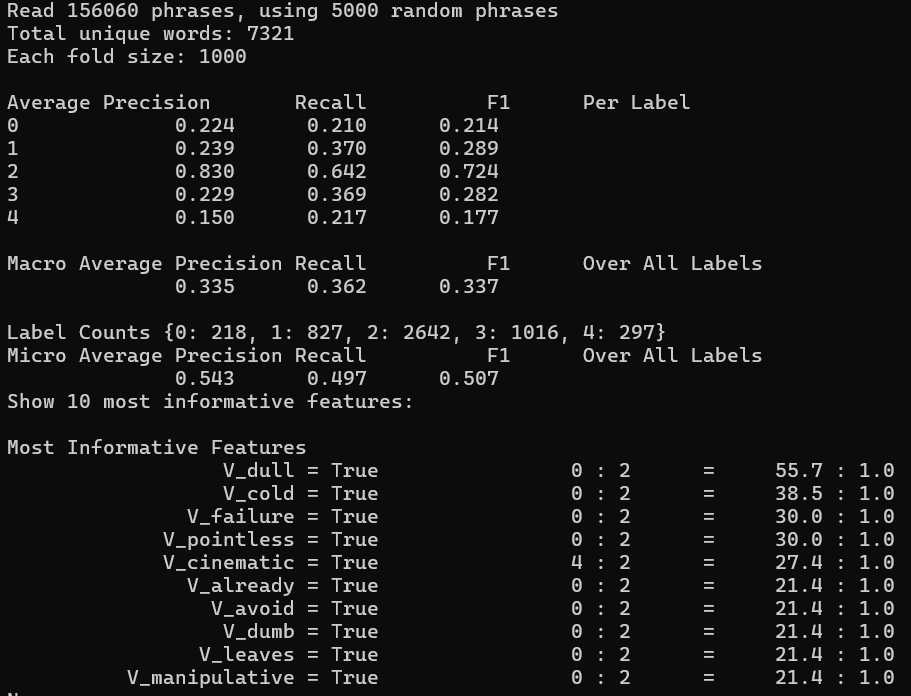 Read 156060 phrases, using 5000 random phrases
Total unique words: 7321
Each fold size: 1000
Average Precision Recall F1 Per Label
0 0.224 0.210 0.214
1 0.239 0.370 0.289
2 0.830 0.642 0.724
3 0.229 0.369 0.282
4 0.150 0.217 0.177
Macro Average Precision Recall F1 Over All Labels
0.335 0.362 0.337
Label Counts {0: 218, 1: 827, 2: 2642, 3: 1016, 4: 297}
Micro Average Precision Recall F1 Over All Labels
0.543 0.497 0.507
Show 10 most informative features:
Most Informative Features
V_dull = True 0 : 2 = 55.7 : 1.0
V_cold = True 0 : 2 = 38.5 : 1.0
V_failure = True 0 : 2 = 30.0 : 1.0
V_pointless = True 0 : 2 = 30.0 : 1.0
V_cinematic = True 4 : 2 = 27.4 : 1.0
V_already = True 0 : 2 = 21.4 : 1.0
V_avoid = True 0 : 2 = 21.4 : 1.0
V_dumb = True 0 : 2 = 21.4 : 1.0
V_leaves = True 0 : 2 = 21.4 : 1.0
V_manipulative = True 0 : 2 = 21.4 : 1.0